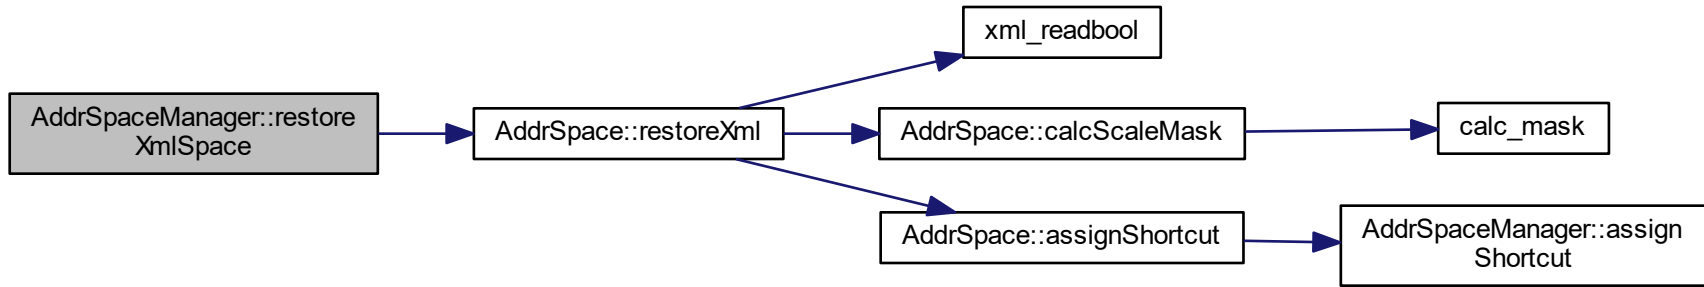 xml_readbool
AddrSpaceManager::restore
XmlSpace
AddrSpace::restoreXml
AddrSpace::calcScaleMask
calc_mask
AddrSpace::assignShortcut
AddrSpaceManager::assign
Shortcut